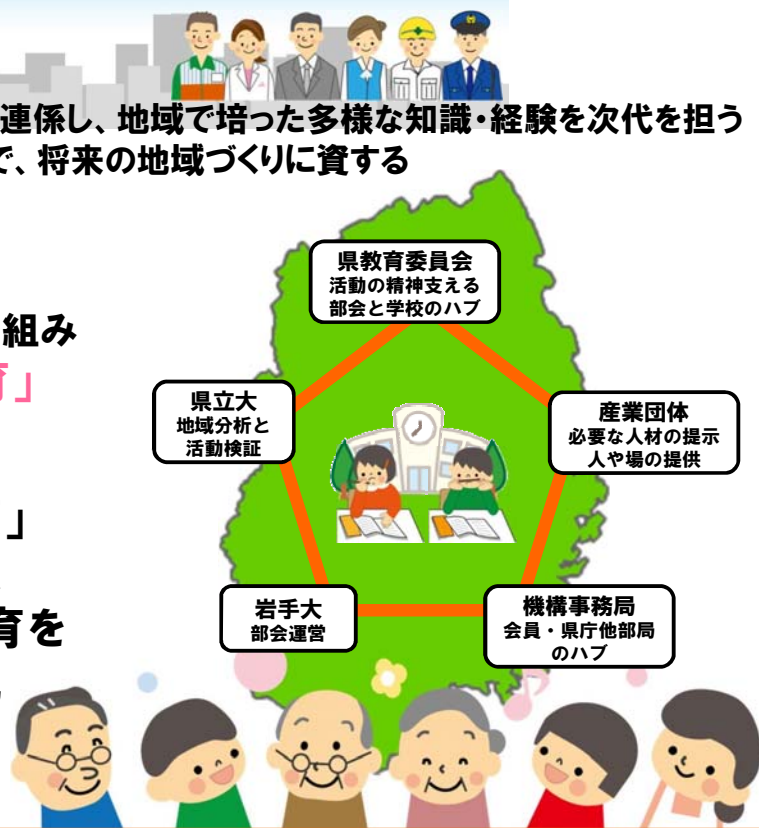 連係し、地域で培った多様な知識・経験を次代を担う
で、将来の地域づくりに資する
県教育委員会
活動の精神支える
部会と学校のハブ
組み
育」
県立大
地域分析と
活動検証
産業団体
必要な人材の提示
人や場の提供
」
育を
岩手大
部会運営
機構事務局
会員・県庁他部局
のハブ